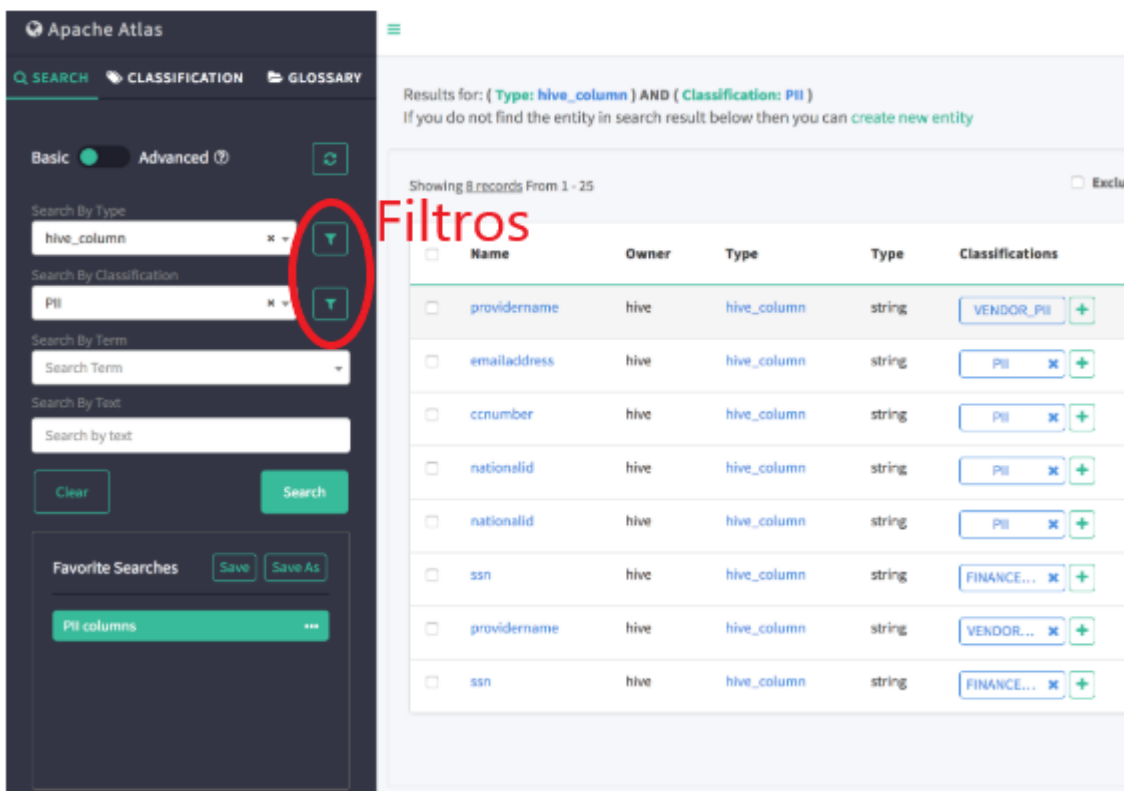 Apache Atlas
SEARCH CLASSIFICATION GLOSSARY
Basic Advanced
Search By Type
hive_column
Search By Classification
PII
Search By Term
Search Term
Search By Text
Search by text
Clear Search
Favorite Searches Save Save As
PII columns
Filtros
Results for: ( Type: hive_column ) AND ( Classification: PII )
If you do not find the entity in search result below then you can create new entity
Showing 8 records From 1 - 25 Exclu
Name Owner Type Type Classifications
providername hive hive_column string VENDOR_PII
emailaddress hive hive_column string PII
ccnumber hive hive_column string PII
nationalid hive hive_column string PII
nationalid hive hive_column string PII
ssn hive hive_column string FINANCE...
providername hive hive_column string VENDOR...
ssn hive hive_column string FINANCE...